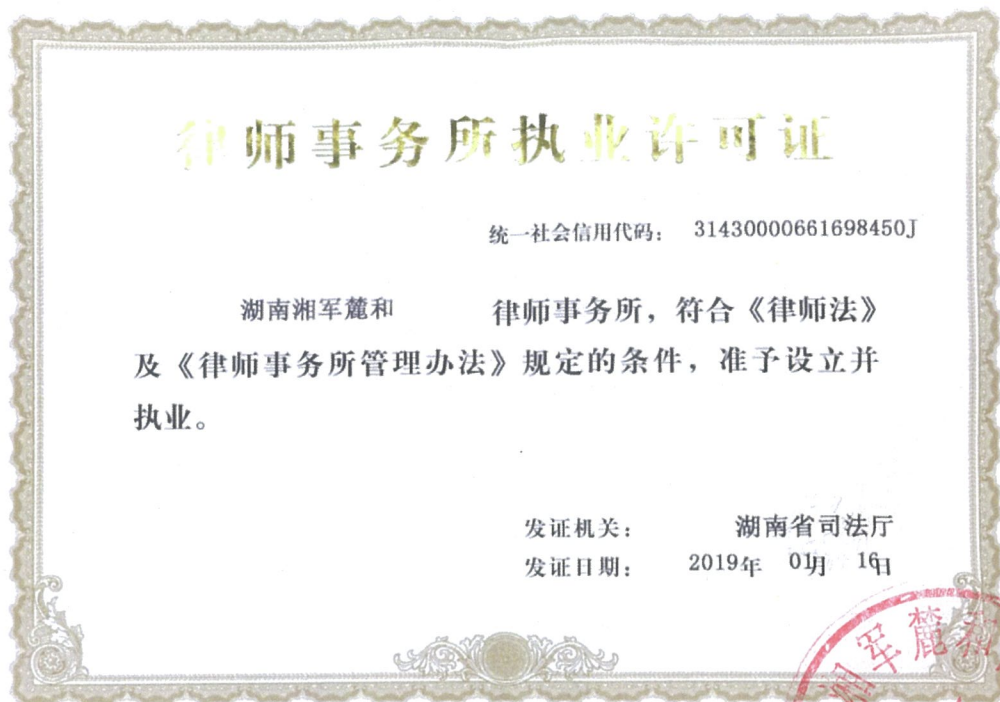 律师事务所执业许可证
统一社会信用代码： 31430000661698450J
湖南湘军麓和 律师事务所，符合《律师法》
及《律师事务所管理办法》规定的条件，准予设立并
执业。
发证机关： 湖南省司法厅
发证日期： 2019年 01月 16日
湘军麓和